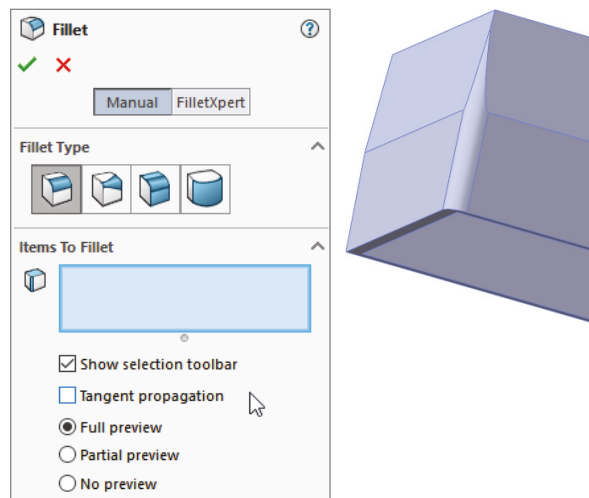 Fillet
Manual FilletXpert
Fillet Type
Items To Fillet
Show selection toolbar
Tangent propagation
Full preview
Partial preview
No preview